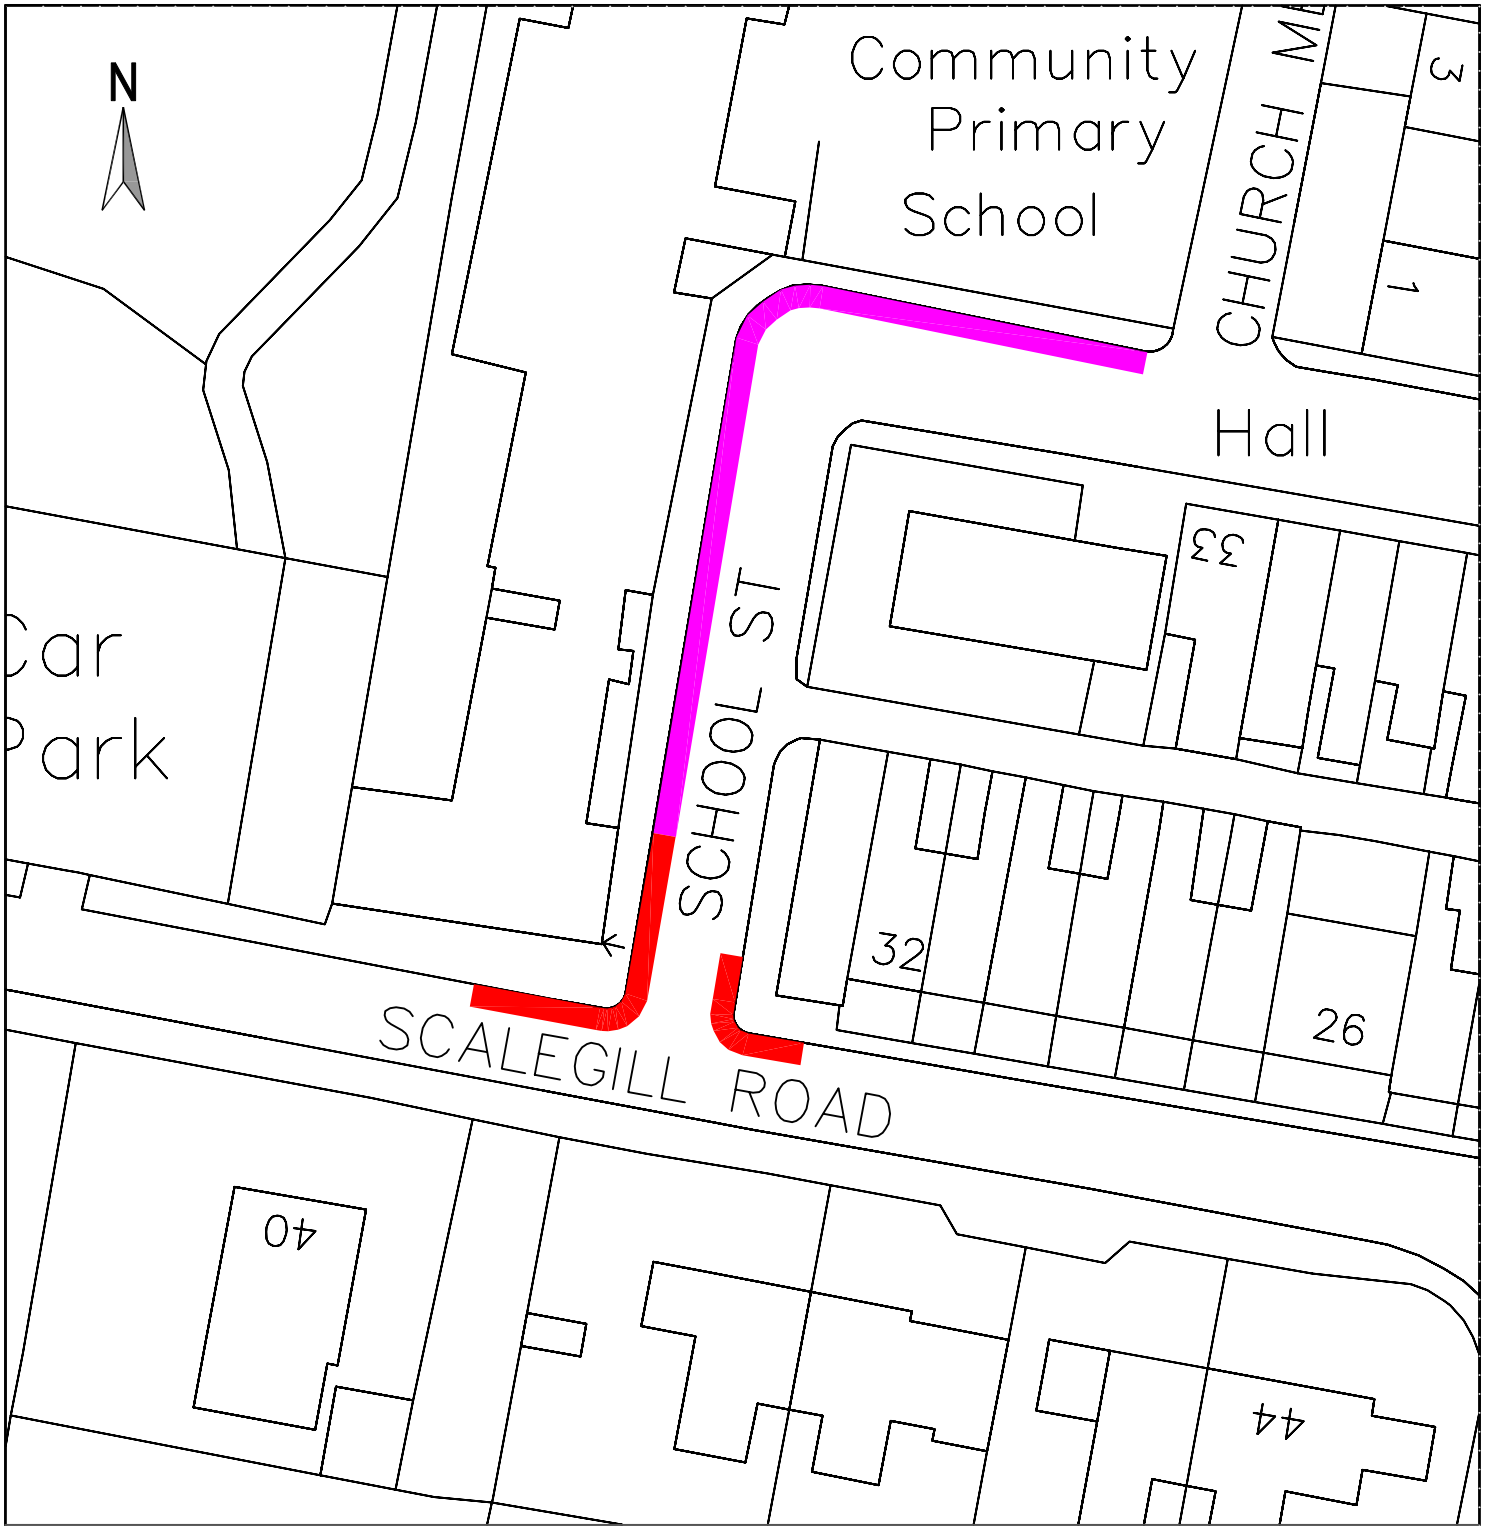 N
Community
Primary
School
CHURCH
3
1
Hall
33
Car
Park
SCHOOL ST
32
26
SCALEGILL ROAD
40
44